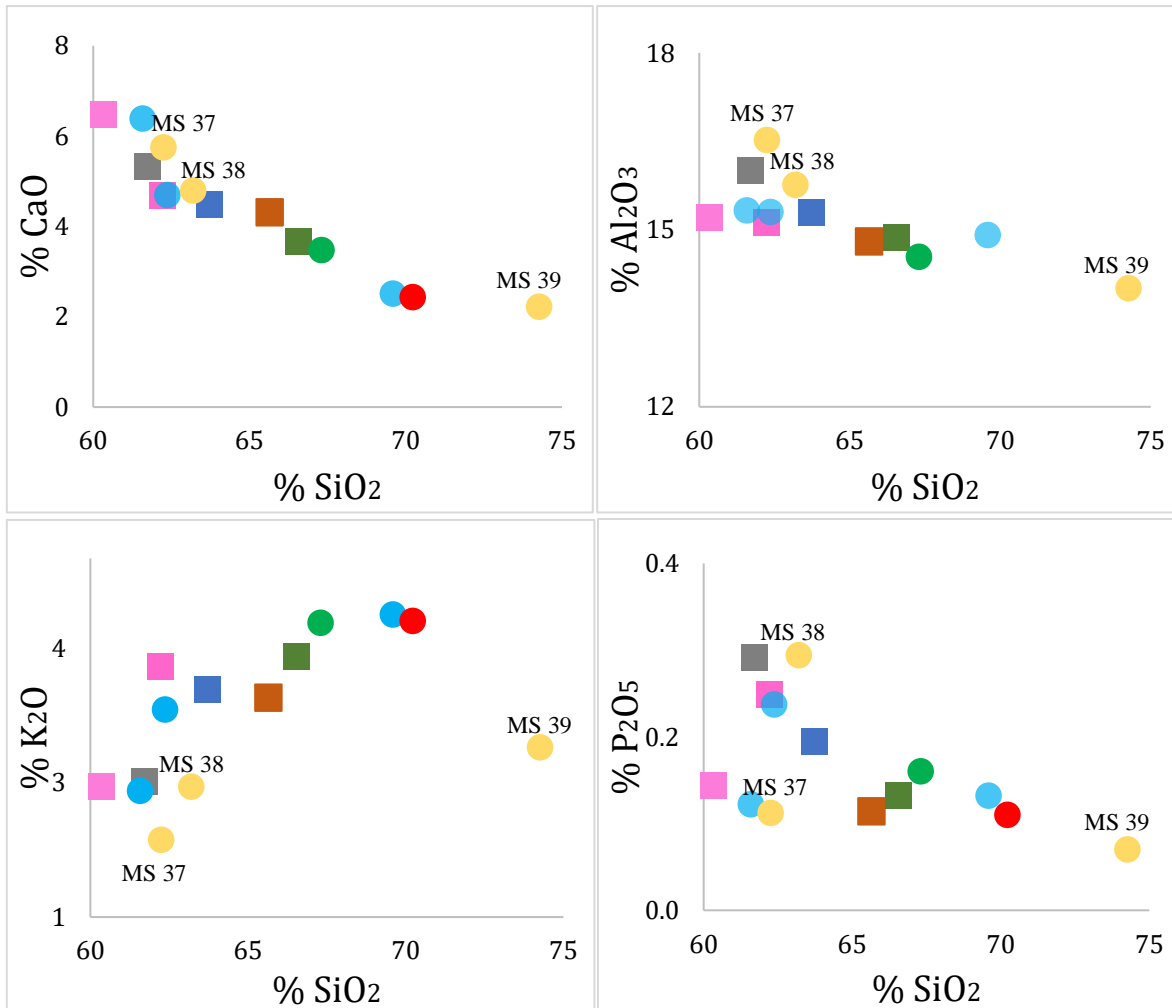 8
6
4
2
0
% CaO
MS 37
MS 38
MS 39
60 65 70 75
% SiO2
18
15
12
% Al2O3
MS 37
MS 38
MS 39
60 65 70 75
% SiO2
4
3
1
% K2O
MS 38
MS 37
MS 39
60 65 70 75
% SiO2
0.4
0.2
0.0
% P2O5
MS 38
MS 37
MS 39
60 65 70 75
% SiO2